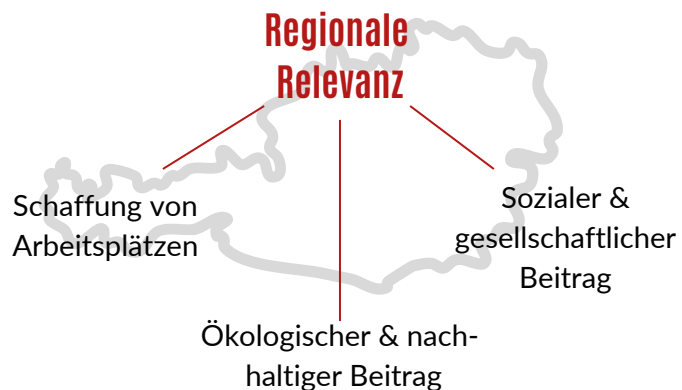 Regionale
Relevanz
Schaffung von
Arbeitsplätzen
Sozialer &
gesellschaftlicher
Beitrag
Ökologischer & nach-
haltiger Beitrag